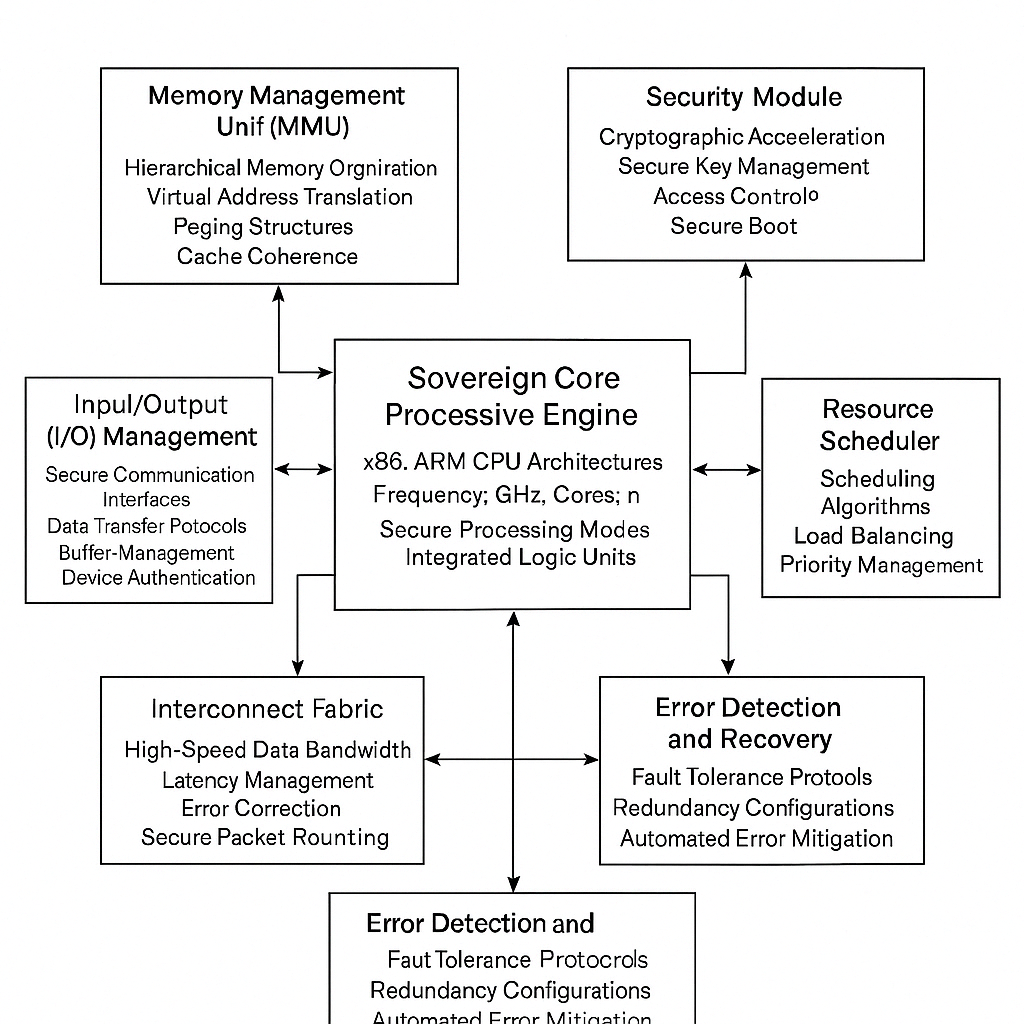 Memory Management
Unif (MMU)
Hierarchical Memory Orgniration
Virtual Address Translation
Peging Structures
Cache Coherence
Security Module
Cryptographic Acceeleration
Secure Key Management
Access Controlo
Secure Boot
Sovereign Core
Processive Engine
x86. ARM CPU Architectures
Frequency; GHz, Cores; n
Secure Processing Modes
Integrated Logic Units
Inpul/Output
(I/O) Management
Secure Communication
Interfaces
Data Transfer Potocols
Buffer-Management
Device Authentication
Resource
Scheduler
Scheduling
Algorithms
Load Balancing
Priority Management
Interconnect Fabric
High-Speed Data Bandwidth
Latency Management
Error Correction
Secure Packet Rounting
Error Detection
and Recovery
Fault Tolerance Protools
Redundancy Configurations
Automated Error Mitigation
Error Detection and
Faut Tolerance Protocrols
Redundancy Configurations
Automated Error Mitigation